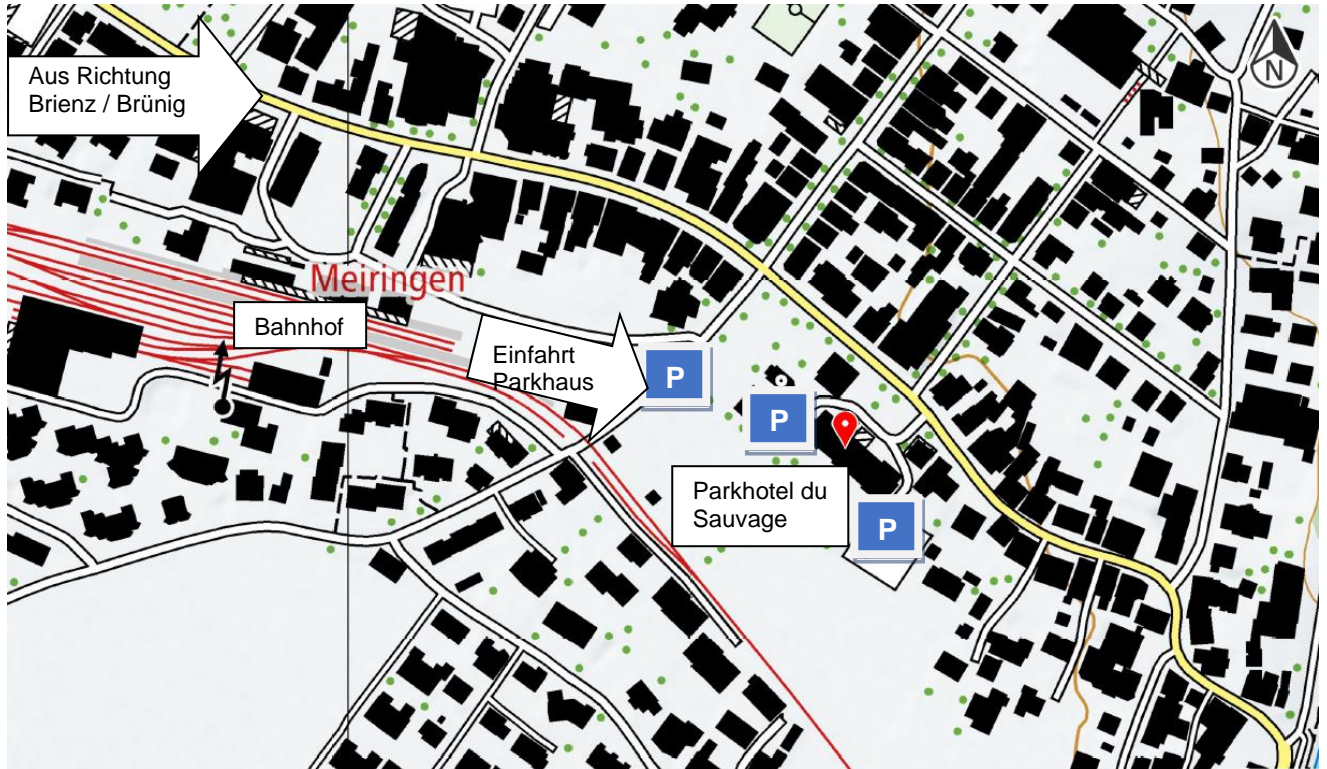 Aus Richtung
Brienz / Brünig
N
Meiringen
Bahnhof
Einfahrt
Parkhaus
P
P
Parkhotel du
Sauvage
P